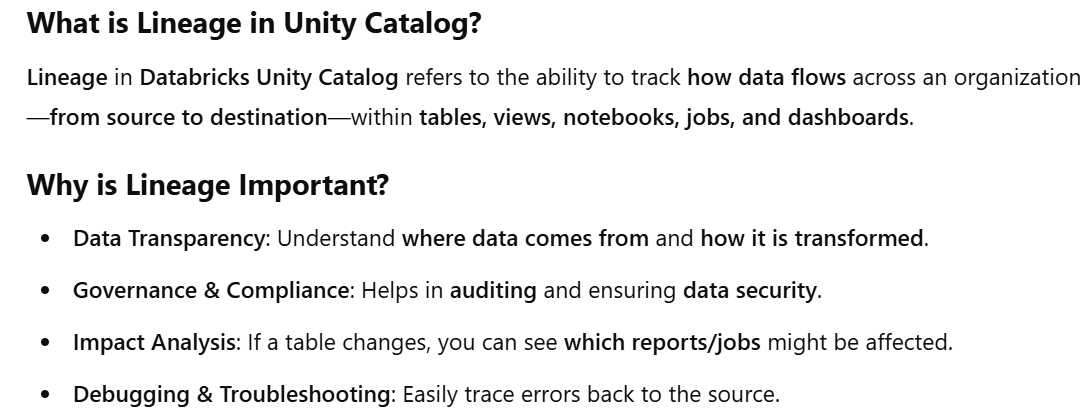 What is Lineage in Unity Catalog?
Lineage in Databricks Unity Catalog refers to the ability to track how data flows across an organization
—from source to destination—within tables, views, notebooks, jobs, and dashboards.
Why is Lineage Important?
• Data Transparency: Understand where data comes from and how it is transformed.
• Governance & Compliance: Helps in auditing and ensuring data security.
• Impact Analysis: If a table changes, you can see which reports/jobs might be affected.
• Debugging & Troubleshooting: Easily trace errors back to the source.